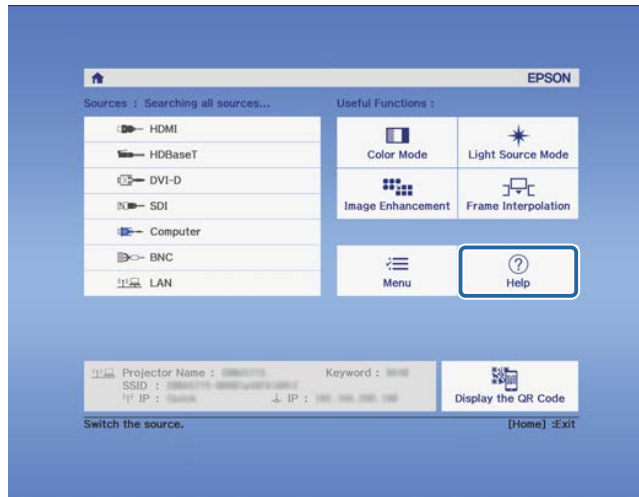 EPSON
Sources : Searching all sources...
Useful Functions :
HDMI
HDBaseT
DVI-D
SDI
Computer
BNC
LAN
Color Mode
Light Source Mode
Image Enhancement
Frame Interpolation
Menu
Help
Projector Name :
Keyword :
SSID :
IP :
IP :
Display the QR Code
Switch the source.
[Home] :Exit